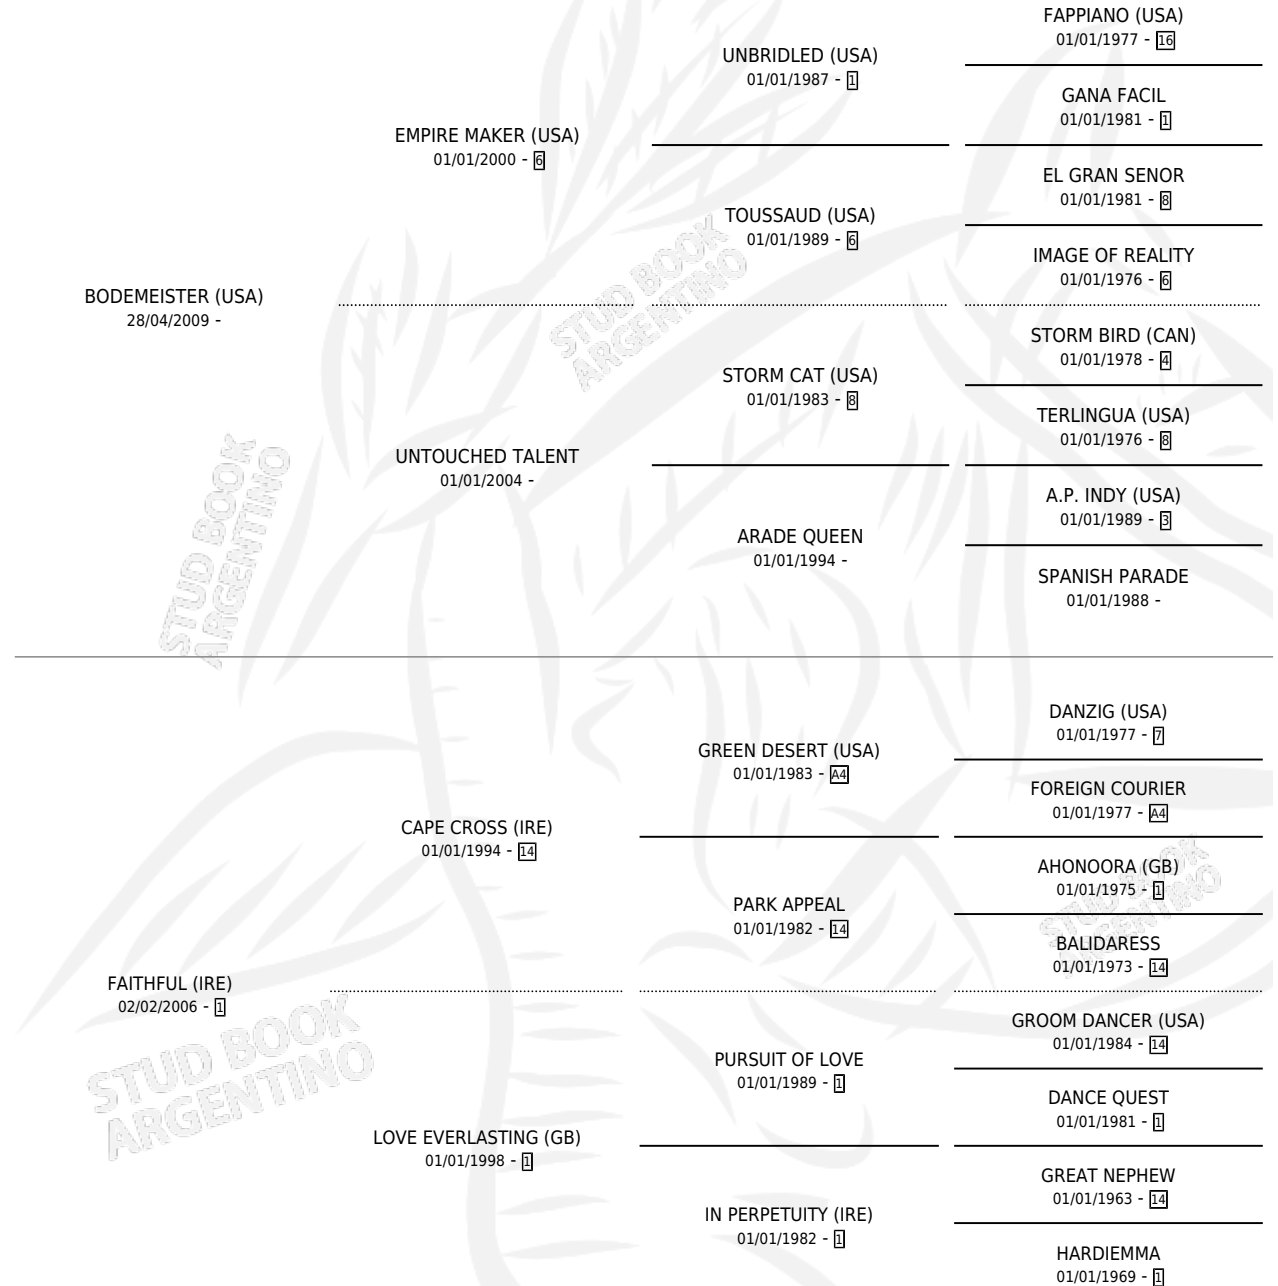 FAPPIANO (USA)
01/01/1977 - 16
UNBRIDLED (USA)
01/01/1987 - 1
GANA FACIL
01/01/1981 - 1
EMPIRE MAKER (USA)
01/01/2000 - 6
EL GRAN SENOR
01/01/1981 - 8
TOUSSAUD (USA)
01/01/1989 - 6
IMAGE OF REALITY
01/01/1976 - 6
BODEMEISTER (USA)
28/04/2009 -
STORM BIRD (CAN)
01/01/1978 - 4
STORM CAT (USA)
01/01/1983 - 8
TERLINGUA (USA)
01/01/1976 - 8
UNTOUCHED TALENT
01/01/2004 -
A.P. INDY (USA)
01/01/1989 - 3
ARADE QUEEN
01/01/1994 -
SPANISH PARADE
01/01/1988 -
STUD BOOK
ARGENTINO
STUD BOOK
ARGENTINO
DANZIG (USA)
01/01/1977 - 7
GREEN DESERT (USA)
01/01/1983 - A4
FOREIGN COURIER
01/01/1977 - A4
CAPE CROSS (IRE)
01/01/1994 - 14
AHONOORA (GB)
01/01/1975 - 1
PARK APPEAL
01/01/1982 - 14
BALIDARESS
01/01/1973 - 14
STUD BOOK
ARGENTINO
FAITHFUL (IRE)
02/02/2006 - 1
GROOM DANCER (USA)
01/01/1984 - 14
PURSUIT OF LOVE
01/01/1989 - 1
DANCE QUEST
01/01/1981 - 1
STUD BOOK
ARGENTINO
LOVE EVERLASTING (GB)
01/01/1998 - 1
GREAT NEPHEW
01/01/1963 - 14
IN PERPETUITY (IRE)
01/01/1982 - 1
HARDIEMMA
01/01/1969 - 1